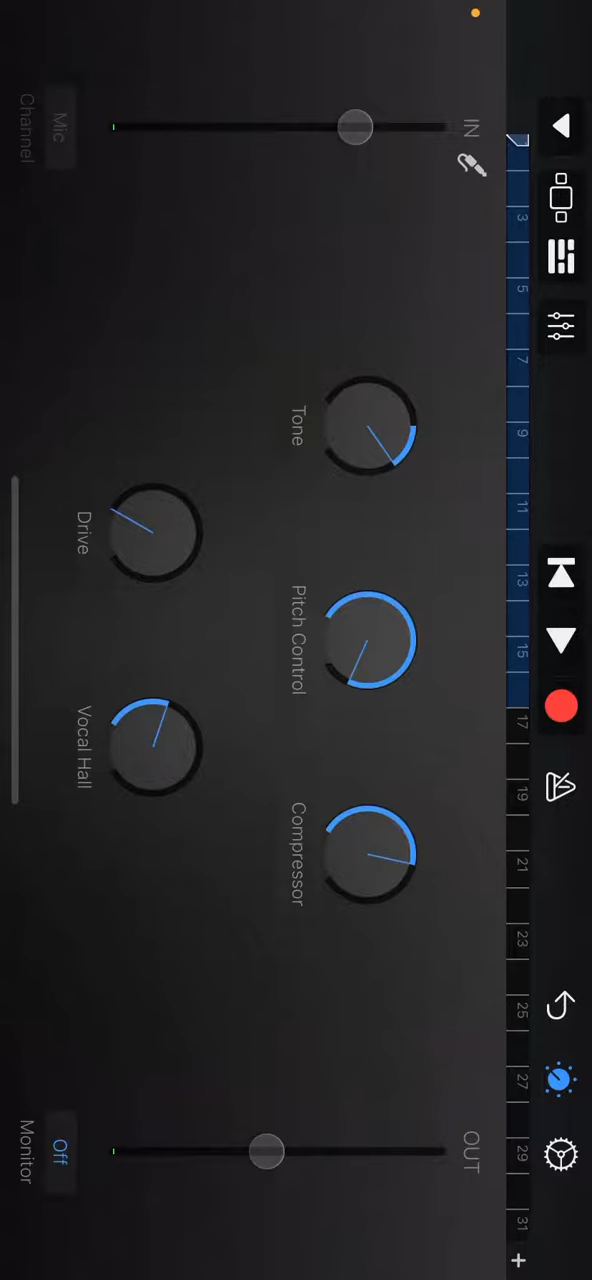 3 5 7 9 11 13 15 17 19 21 23 25 27 29 31 +
IN
OUT
Tone
Pitch Control
Compressor
Drive
Vocal Hall
Mic
Channel
Off
Monitor